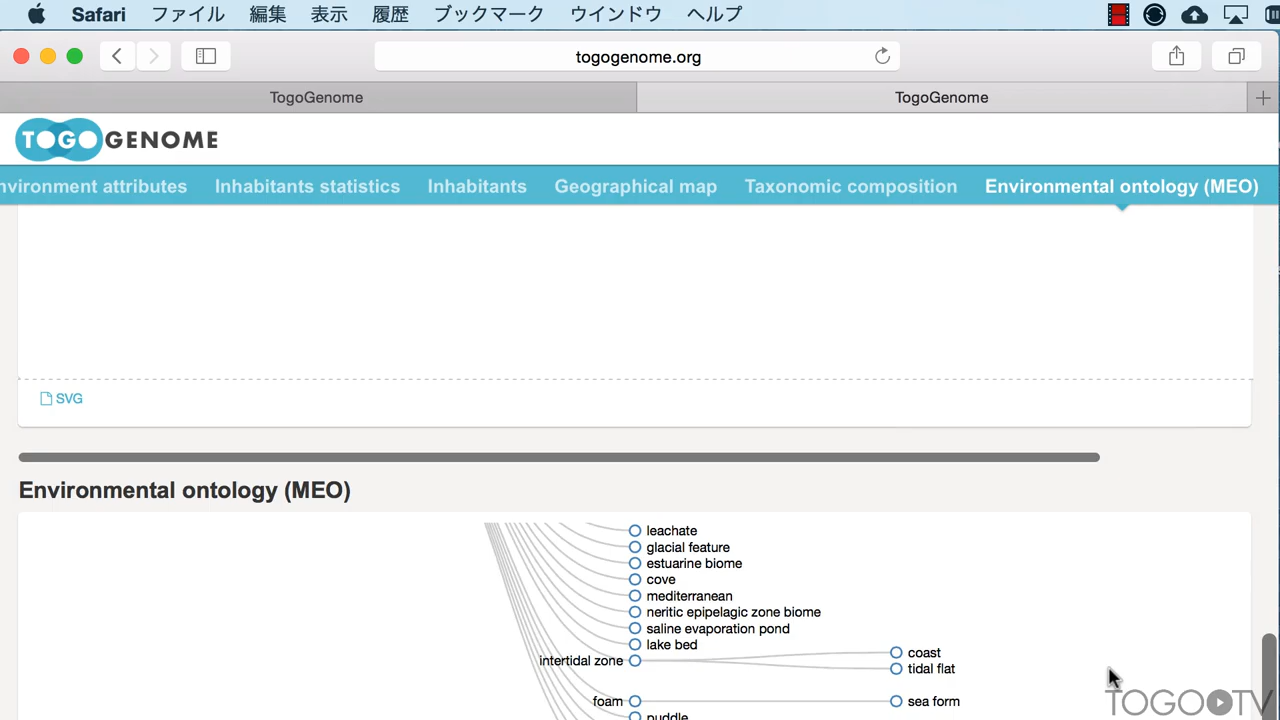 Safari ファイル 編集 表示 履歴 ブックマーク ウインドウ ヘルプ
togogenome.org
TogoGenome TogoGenome
TOGOGENOME
nvironment attributes Inhabitants statistics Inhabitants Geographical map Taxonomic composition Environmental ontology (MEO)
SVG
Environmental ontology (MEO)
leachate
glacial feature
estuarine biome
cove
mediterranean
neritic epipelagic zone biome
saline evaporation pond
lake bed
intertidal zone coast
tidal flat
foam sea form
puddle
TOGO TV